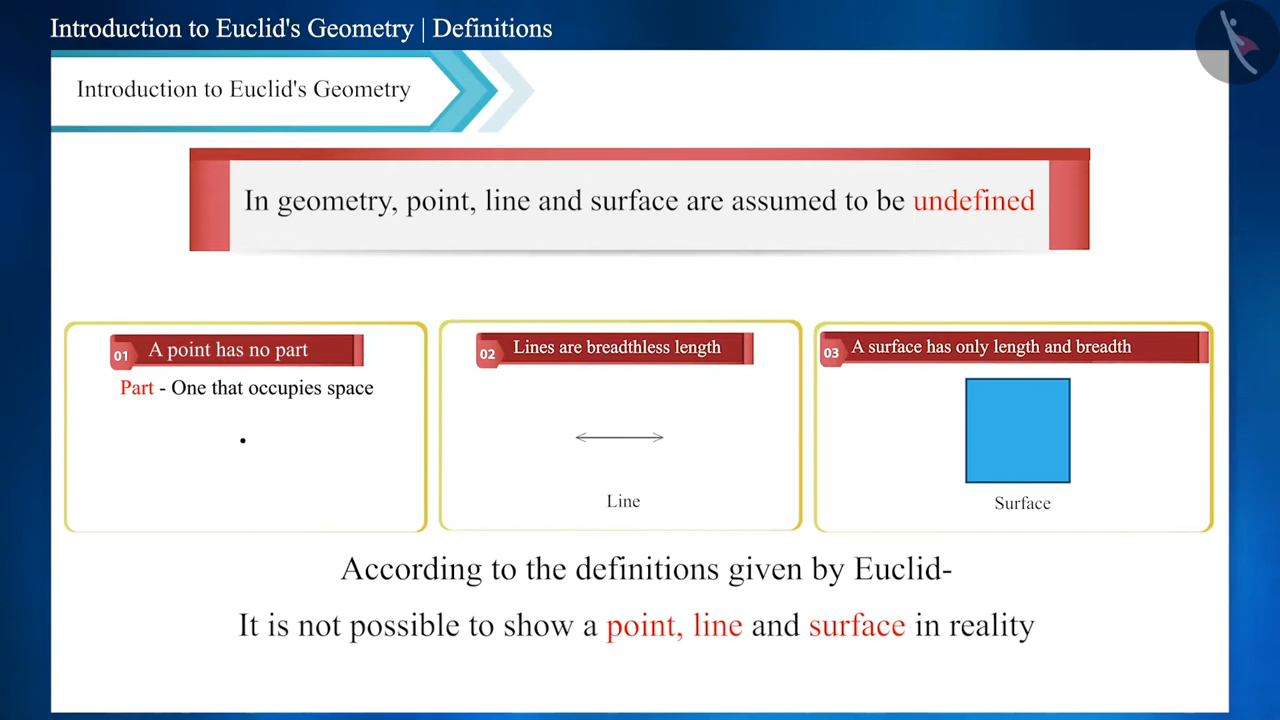 Introduction to Euclid's Geometry | Definitions
Introduction to Euclid's Geometry
In geometry, point, line and surface are assumed to be undefined
01 A point has no part
Part - One that occupies space
02 Lines are breadthless length
Line
03 A surface has only length and breadth
Surface
According to the definitions given by Euclid-
It is not possible to show a point, line and surface in reality